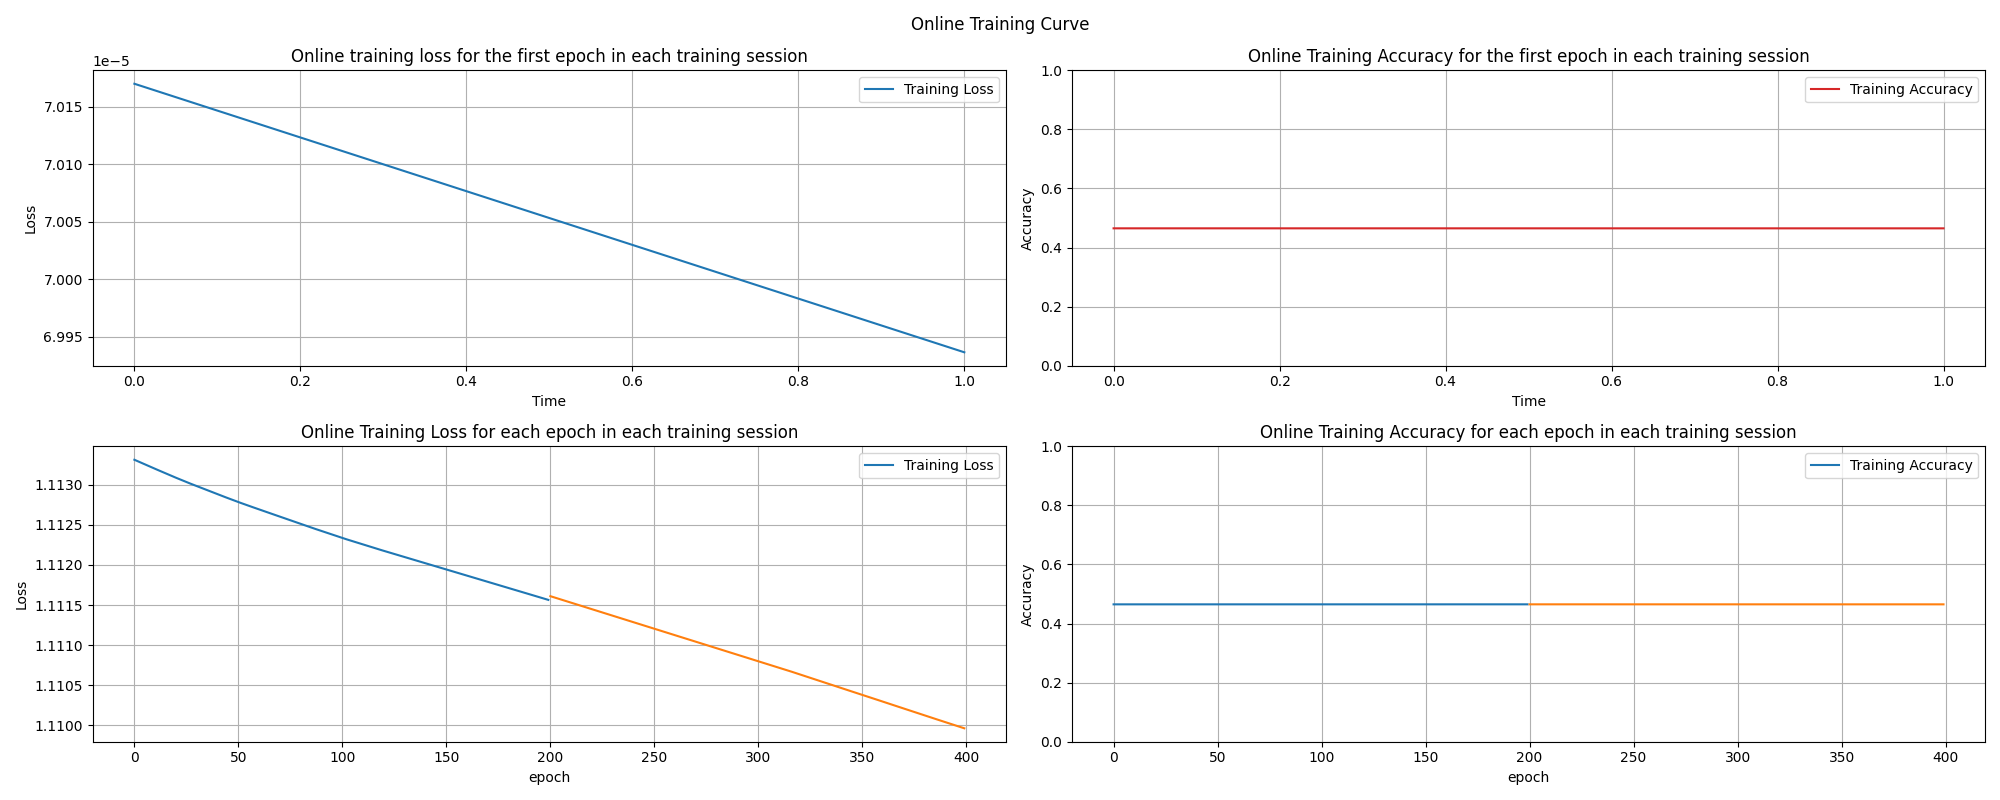 Online Training Curve
Online training loss for the first epoch in each training session
1e−5
Training Loss
7.015
7.010
7.005
7.000
6.995
Loss
0.0 0.2 0.4 0.6 0.8 1.0
Time
Online Training Accuracy for the first epoch in each training session
Training Accuracy
1.0
0.8
0.6
0.4
0.2
0.0
Accuracy
0.0 0.2 0.4 0.6 0.8 1.0
Time
Online Training Loss for each epoch in each training session
Training Loss
1.1130
1.1125
1.1120
1.1115
1.1110
1.1105
1.1100
Loss
0 50 100 150 200 250 300 350 400
epoch
Online Training Accuracy for each epoch in each training session
Training Accuracy
1.0
0.8
0.6
0.4
0.2
0.0
Accuracy
0 50 100 150 200 250 300 350 400
epoch